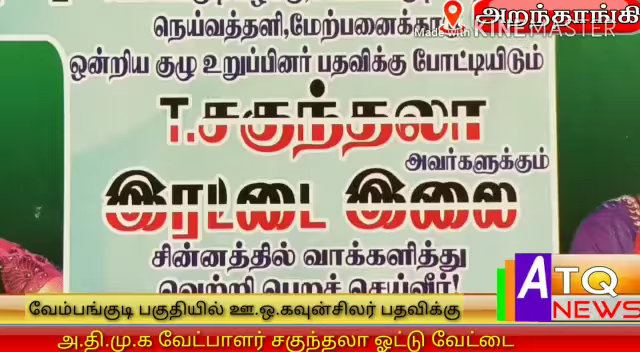 அறந்தாங்கி
Made with KINEMASTER
நெய்வத்தளி,மேற்பனைக்காடு
ஒன்றிய குழு உறுப்பினர் பதவிக்கு போட்டியிடும்
T.சகுந்தலா
அவர்களுக்கும்
இரட்டை இலை
சின்னத்தில் வாக்களித்து
வெற்றி பெறச் செய்வீர்!
ATQ
NEWS
வேம்பங்குடி பகுதியில் ஊ.ஒ.கவுன்சிலர் பதவிக்கு
அ.தி.மு.க வேட்பாளர் சகுந்தலா ஓட்டு வேட்டை